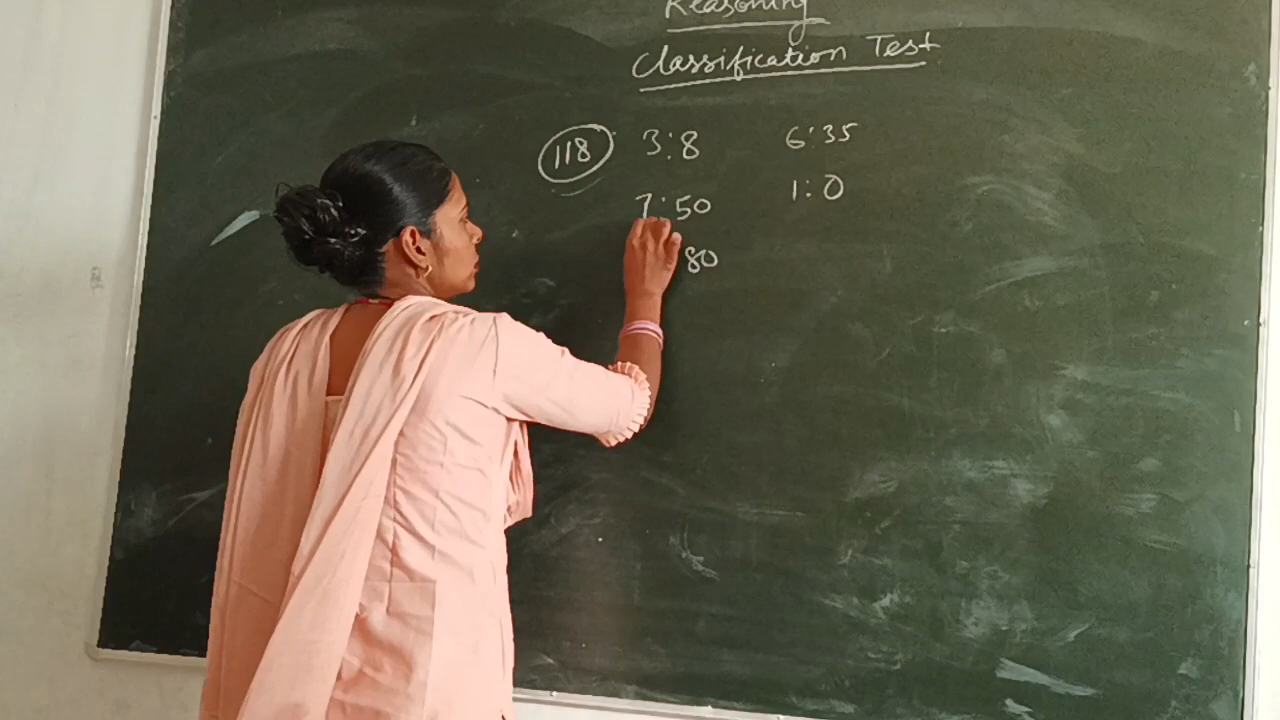 Reasoning
Classification Test
118 3:8 6:35
7:50 1:0
80